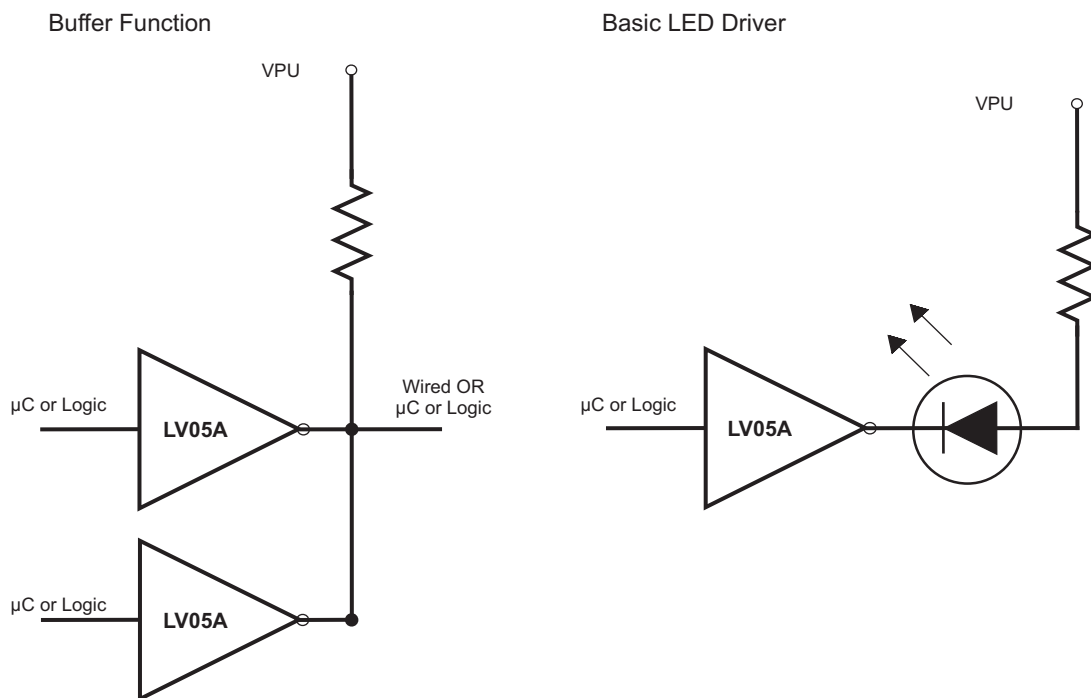 Buffer Function
VPU
µC or Logic
LV05A
Wired OR
µC or Logic
µC or Logic
LV05A
Basic LED Driver
VPU
µC or Logic
LV05A